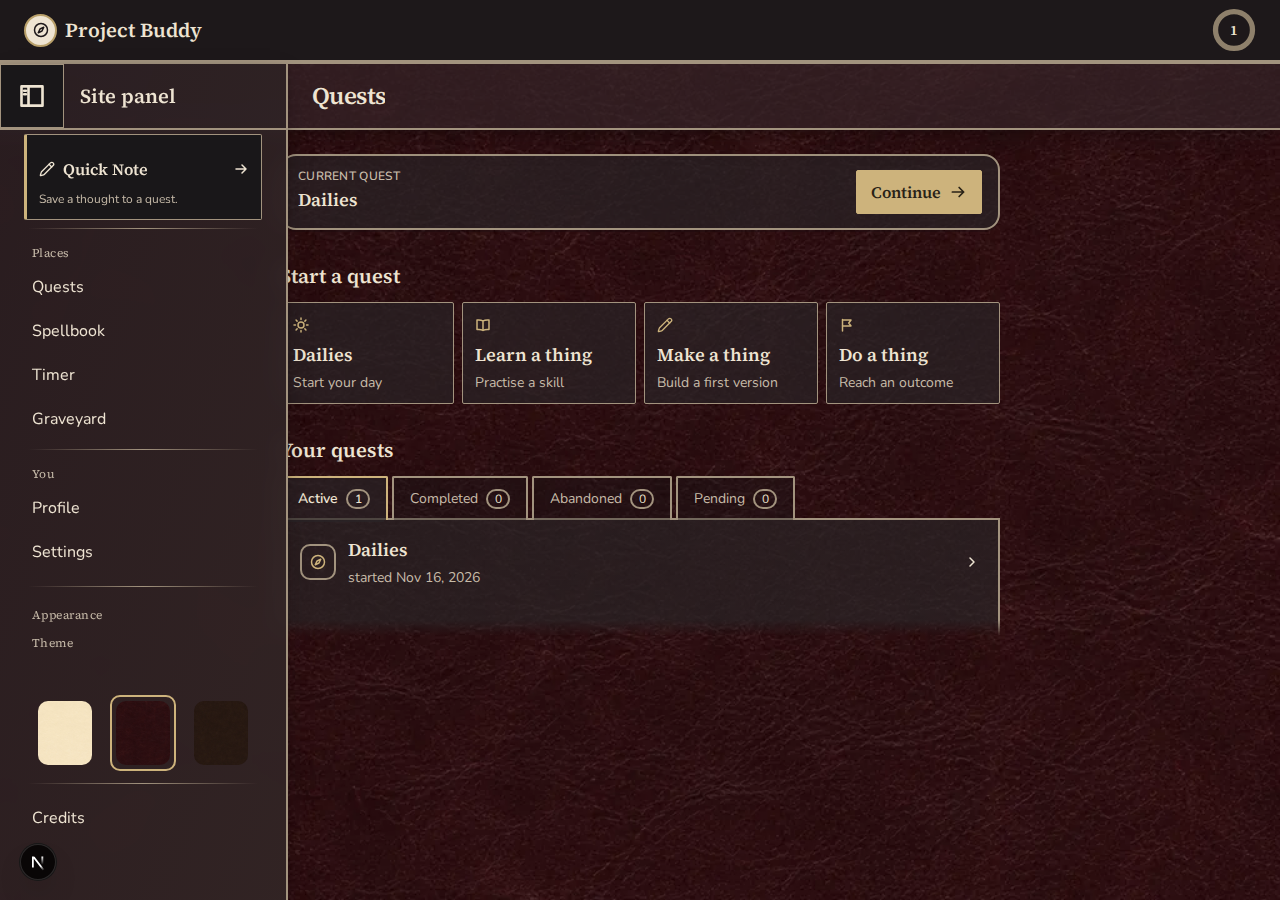 Project Buddy
1
Site panel
Quests
Quick Note
Save a thought to a quest.
Places
Quests
Spellbook
Timer
Graveyard
You
Profile
Settings
Appearance
Theme
Credits
N
CURRENT QUEST
Dailies
Continue
Start a quest
Dailies
Start your day
Learn a thing
Practise a skill
Make a thing
Build a first version
Do a thing
Reach an outcome
Your quests
Active 1
Completed 0
Abandoned 0
Pending 0
Dailies
started Nov 16, 2026